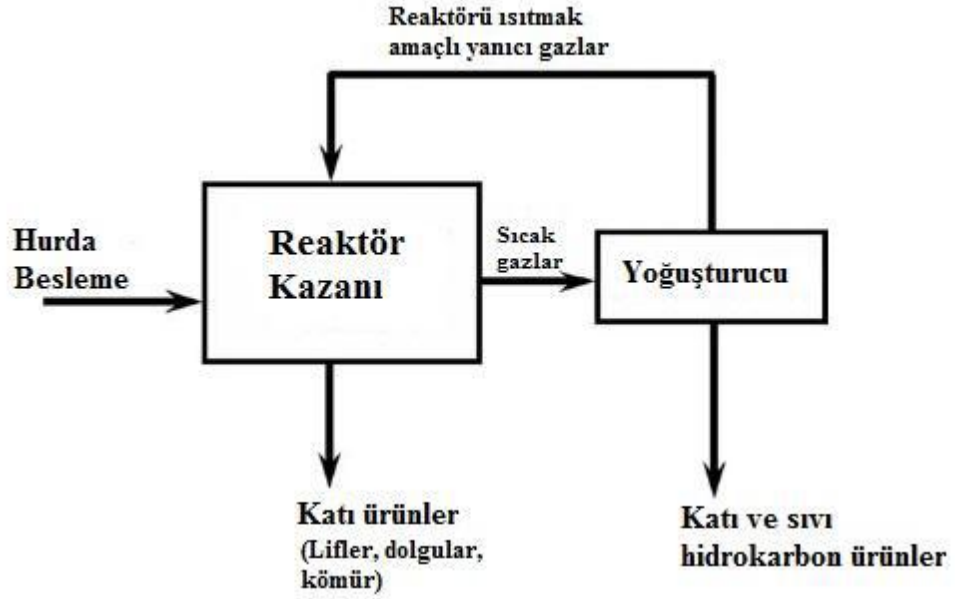 Reaktörü ısıtmak
amaçlı yanıcı gazlar
Hurda
Besleme
Reaktör
Kazanı
Sıcak
gazlar
Yoğuşturucu
Katı ürünler
(Lifler, dolgular,
kömür)
Katı ve sıvı
hidrokarbon ürünler